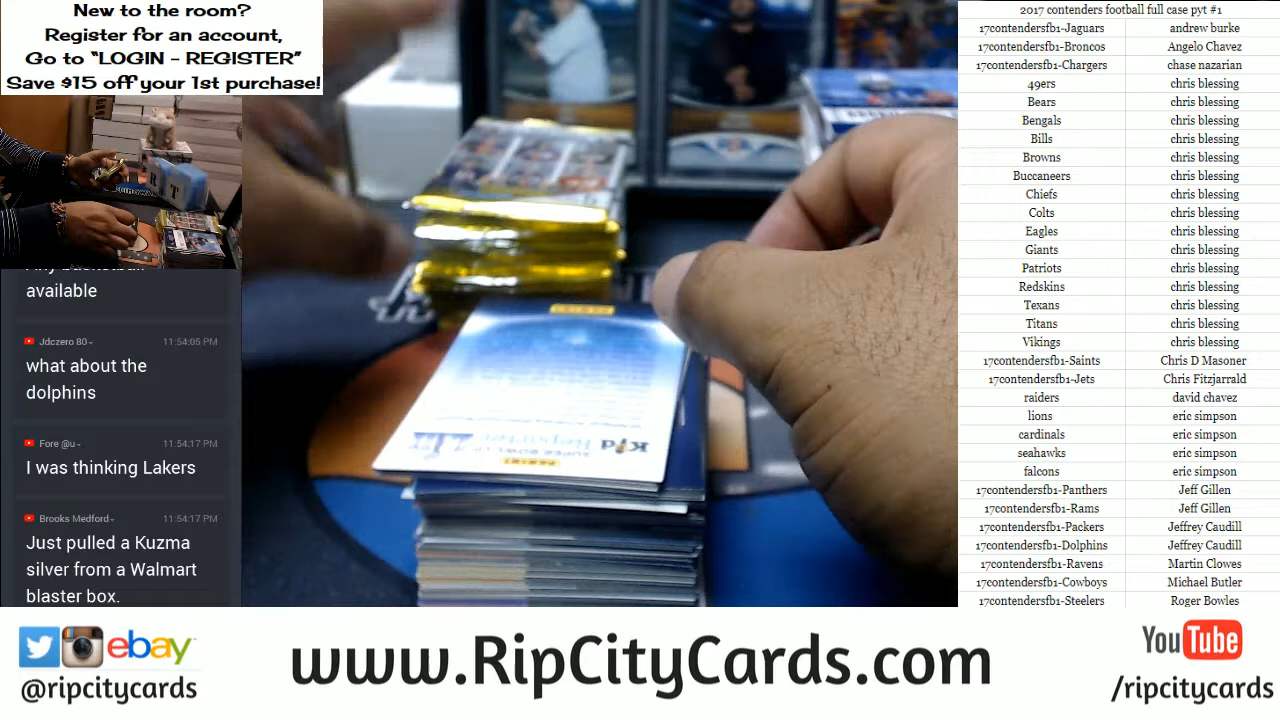 New to the room?
Register for an account,
Go to “LOGIN – REGISTER”
Save $15 off your 1st purchase!
available
Jdczero 80
11:54:05 PM
what about the
dolphins
Fore @u
11:54:17 PM
I was thinking Lakers
Brooks Medford
11:54:17 PM
Just pulled a Kuzma
silver from a Walmart
blaster box.
PANINI
Kid
Reporter
SUPER BOWL
PANINI
2017 contenders football full case pyt #1
17contendersfb1-Jaguars andrew burke
17contendersfb1-Broncos Angelo Chavez
17contendersfb1-Chargers chase nazarian
49ers chris blessing
Bears chris blessing
Bengals chris blessing
Bills chris blessing
Browns chris blessing
Buccaneers chris blessing
Chiefs chris blessing
Colts chris blessing
Eagles chris blessing
Giants chris blessing
Patriots chris blessing
Redskins chris blessing
Texans chris blessing
Titans chris blessing
Vikings chris blessing
17contendersfb1-Saints Chris D Masoner
17contendersfb1-Jets Chris Fitzjarrald
raiders david chavez
lions eric simpson
cardinals eric simpson
seahawks eric simpson
falcons eric simpson
17contendersfb1-Panthers Jeff Gillen
17contendersfb1-Rams Jeff Gillen
17contendersfb1-Packers Jeffrey Caudill
17contendersfb1-Dolphins Jeffrey Caudill
17contendersfb1-Ravens Martin Clowes
17contendersfb1-Cowboys Michael Butler
17contendersfb1-Steelers Roger Bowles
ebay
@ripcitycards
www.RipCityCards.com
YouTube
/ripcitycards